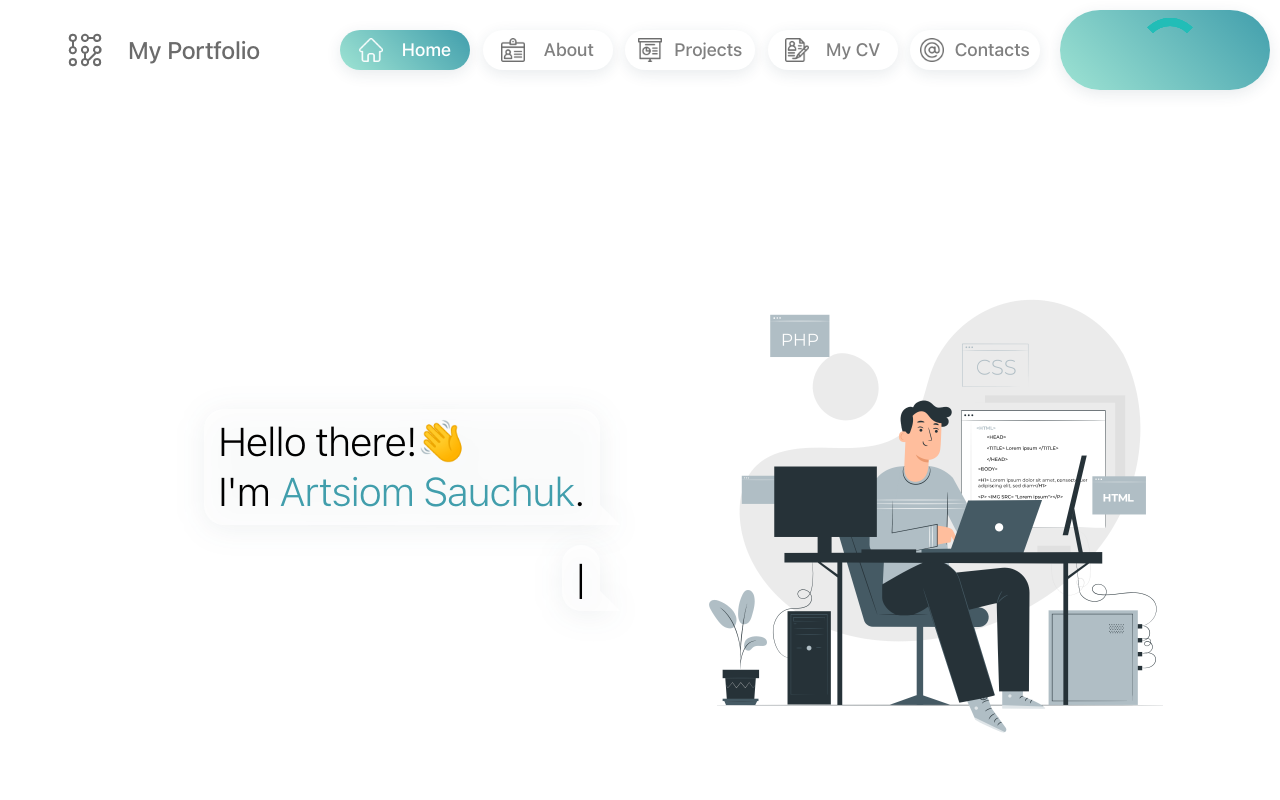 My Portfolio
Home
About
Projects
My CV
Contacts
Hello there!👋
I'm Artsiom Sauchuk.
PHP
CSS
<HTML>
<HEAD>
<TITLE> Lorem ipsum </TITLE>
</HEAD>
<BODY>
<H1> Lorem ipsum dolor sit amet, consectetuer
adipiscing elit, sed diam</H1>
<P> <IMG SRC= "Lorem ipsum"></P>
HTML